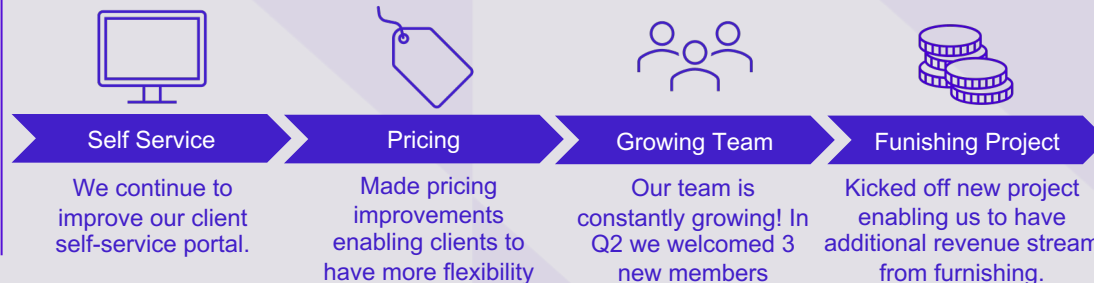 Self Service
We continue to
improve our client
self-service portal.
Pricing
Made pricing
improvements
enabling clients to
have more flexibility
Growing Team
Our team is
constantly growing! In
Q2 we welcomed 3
new members
Funishing Project
Kicked off new project
enabling us to have
additional revenue stream
from furnishing.